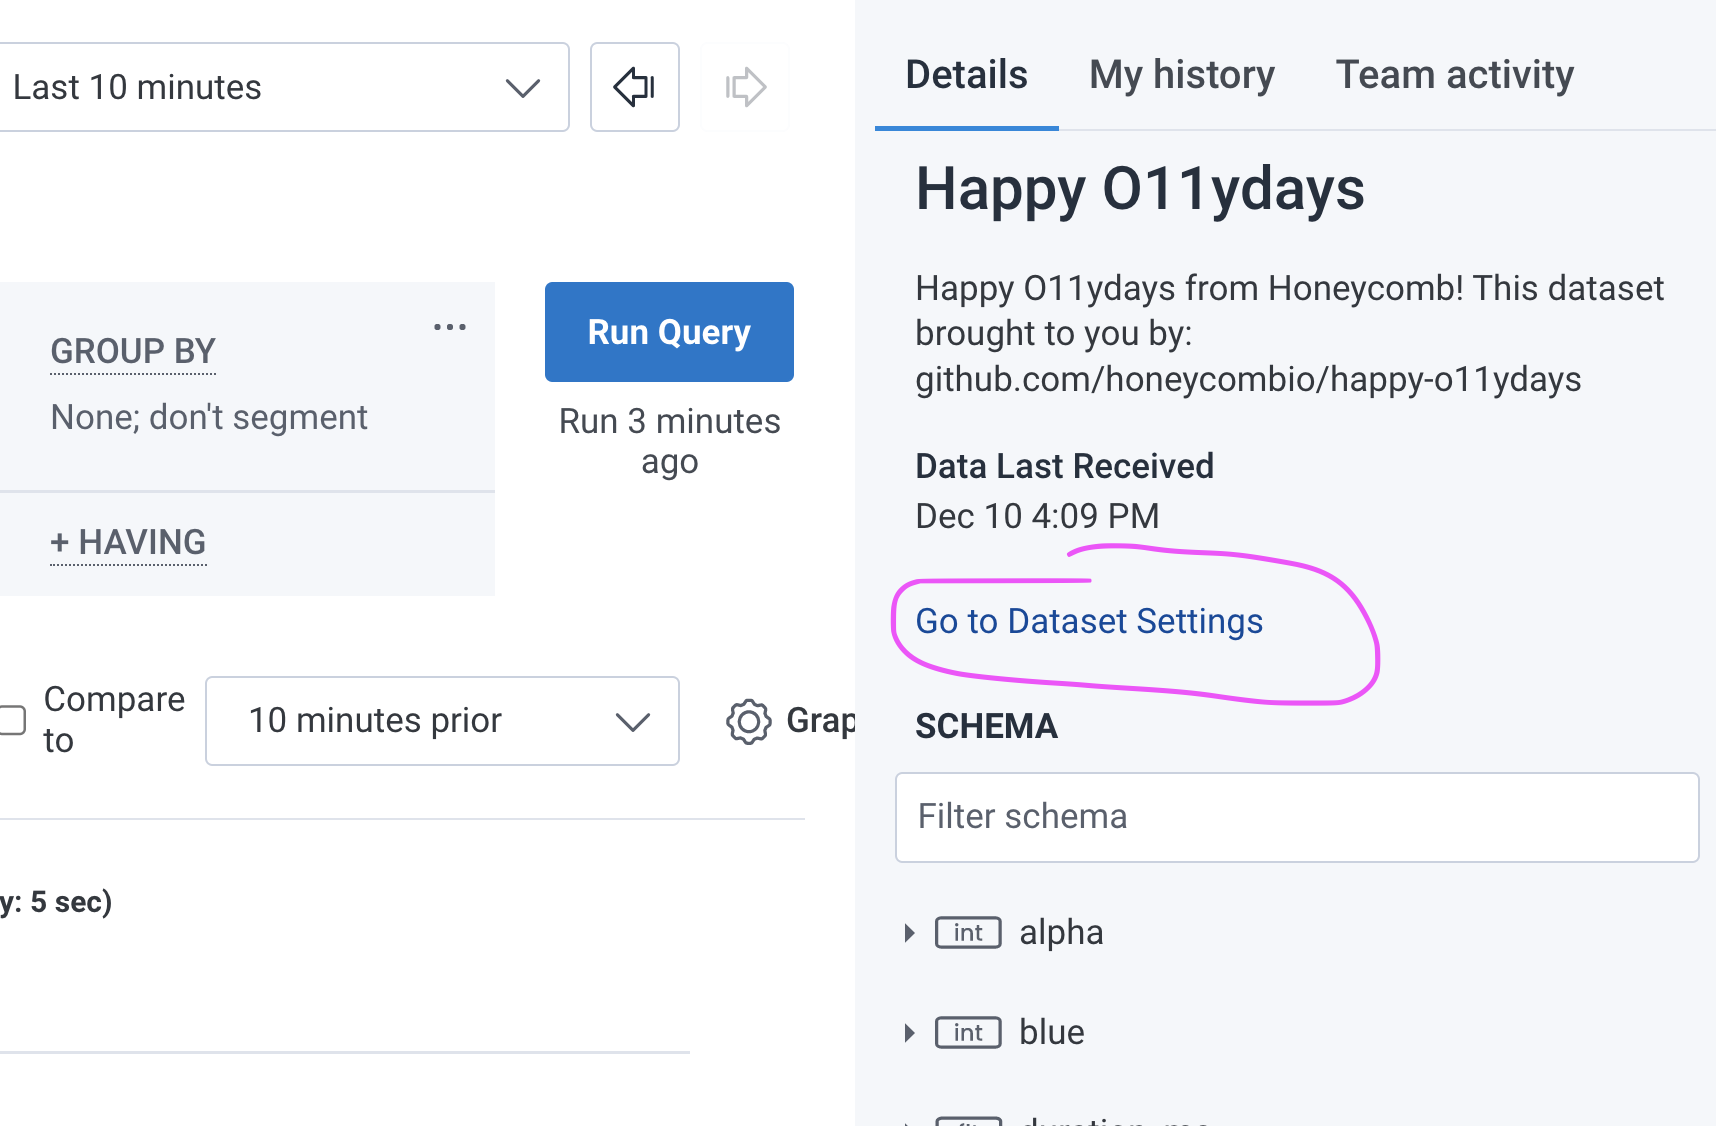 Last 10 minutes
GROUP BY
None; don't segment
+ HAVING
Run Query
Run 3 minutes
ago
Compare
to
10 minutes prior
Grap
y: 5 sec)
Details
My history
Team activity
Happy O11ydays
Happy O11ydays from Honeycomb! This dataset
brought to you by:
github.com/honeycombio/happy-o11ydays
Data Last Received
Dec 10 4:09 PM
Go to Dataset Settings
SCHEMA
Filter schema
int alpha
int blue